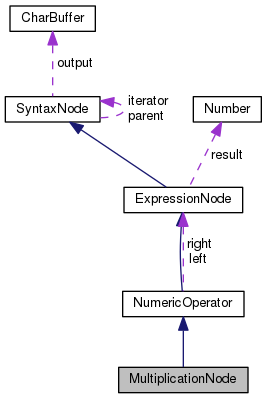 CharBuffer
output
SyntaxNode
iterator
parent
Number
result
ExpressionNode
right
left
NumericOperator
MultiplicationNode